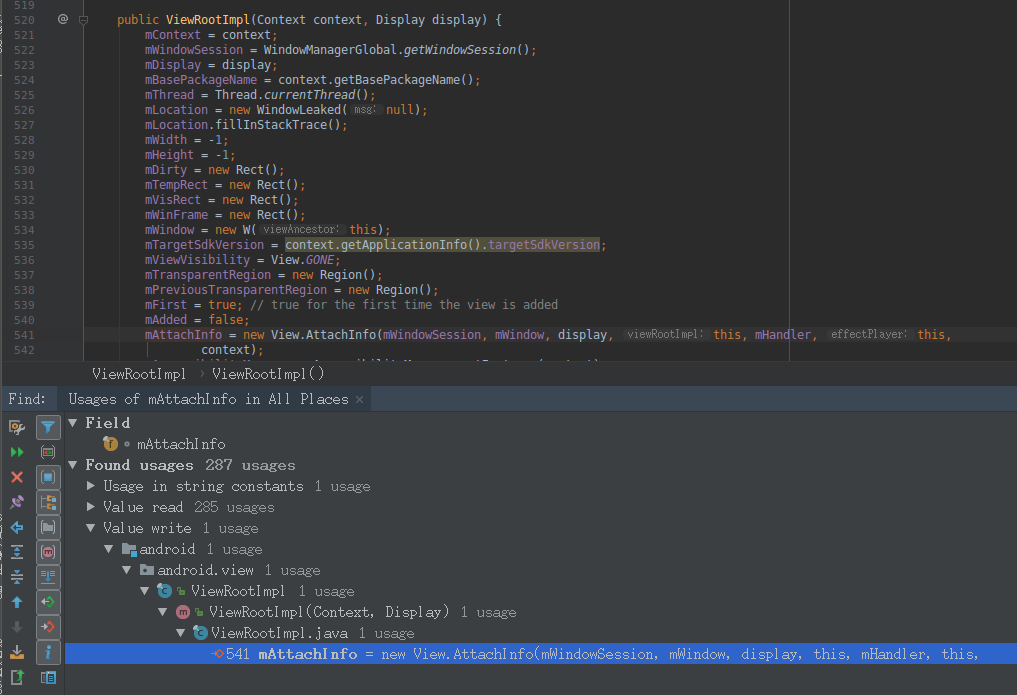 519
520 @ public ViewRootImpl(Context context, Display display) {
521 mContext = context;
522 mWindowSession = WindowManagerGlobal.getWindowSession();
523 mDisplay = display;
524 mBasePackageName = context.getBasePackageName();
525 mThread = Thread.currentThread();
526 mLocation = new WindowLeaked( msg: null);
527 mLocation.fillInStackTrace();
528 mWidth = -1;
529 mHeight = -1;
530 mDirty = new Rect();
531 mTempRect = new Rect();
532 mVisRect = new Rect();
533 mWinFrame = new Rect();
534 mWindow = new W( viewAncestor: this);
535 mTargetSdkVersion = context.getApplicationInfo().targetSdkVersion;
536 mViewVisibility = View.GONE;
537 mTransparentRegion = new Region();
538 mPreviousTransparentRegion = new Region();
539 mFirst = true; // true for the first time the view is added
540 mAdded = false;
541 mAttachInfo = new View.AttachInfo(mWindowSession, mWindow, display, viewRootImpl: this, mHandler, effectPlayer: this,
542 context);
ViewRootImpl › ViewRootImpl()
Find: Usages of mAttachInfo in All Places ×
Field
f mAttachInfo
Found usages 287 usages
Usage in string constants 1 usage
Value read 285 usages
Value write 1 usage
android 1 usage
android.view 1 usage
ViewRootImpl 1 usage
m ViewRootImpl(Context, Display) 1 usage
ViewRootImpl.java 1 usage
541 mAttachInfo = new View.AttachInfo(mWindowSession, mWindow, display, this, mHandler, this,